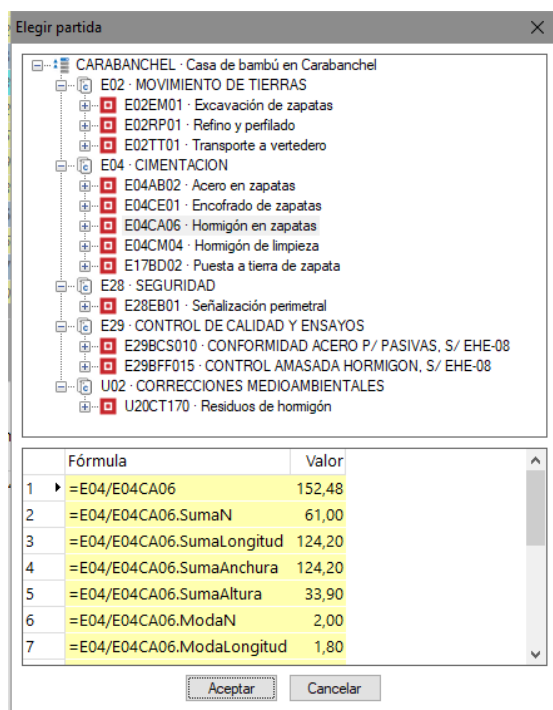 Elegir partida
CARABANCHEL · Casa de bambú en Carabanchel
E02 · MOVIMIENTO DE TIERRAS
E02EM01 · Excavación de zapatas
E02RP01 · Refino y perfilado
E02TT01 · Transporte a vertedero
E04 · CIMENTACION
E04AB02 · Acero en zapatas
E04CE01 · Encofrado de zapatas
E04CA06 · Hormigón en zapatas
E04CM04 · Hormigón de limpieza
E17BD02 · Puesta a tierra de zapata
E28 · SEGURIDAD
E28EB01 · Señalización perimetral
E29 · CONTROL DE CALIDAD Y ENSAYOS
E29BCS010 · CONFORMIDAD ACERO P/ PASIVAS, S/ EHE-08
E29BFF015 · CONTROL AMASADA HORMIGON, S/ EHE-08
U02 · CORRECCIONES MEDIOAMBIENTALES
U20CT170 · Residuos de hormigón
Fórmula Valor
1 =E04/E04CA06 152,48
2 =E04/E04CA06.SumaN 61,00
3 =E04/E04CA06.SumaLongitud 124,20
4 =E04/E04CA06.SumaAnchura 124,20
5 =E04/E04CA06.SumaAltura 33,90
6 =E04/E04CA06.ModaN 2,00
7 =E04/E04CA06.ModaLongitud 1,80
Aceptar Cancelar